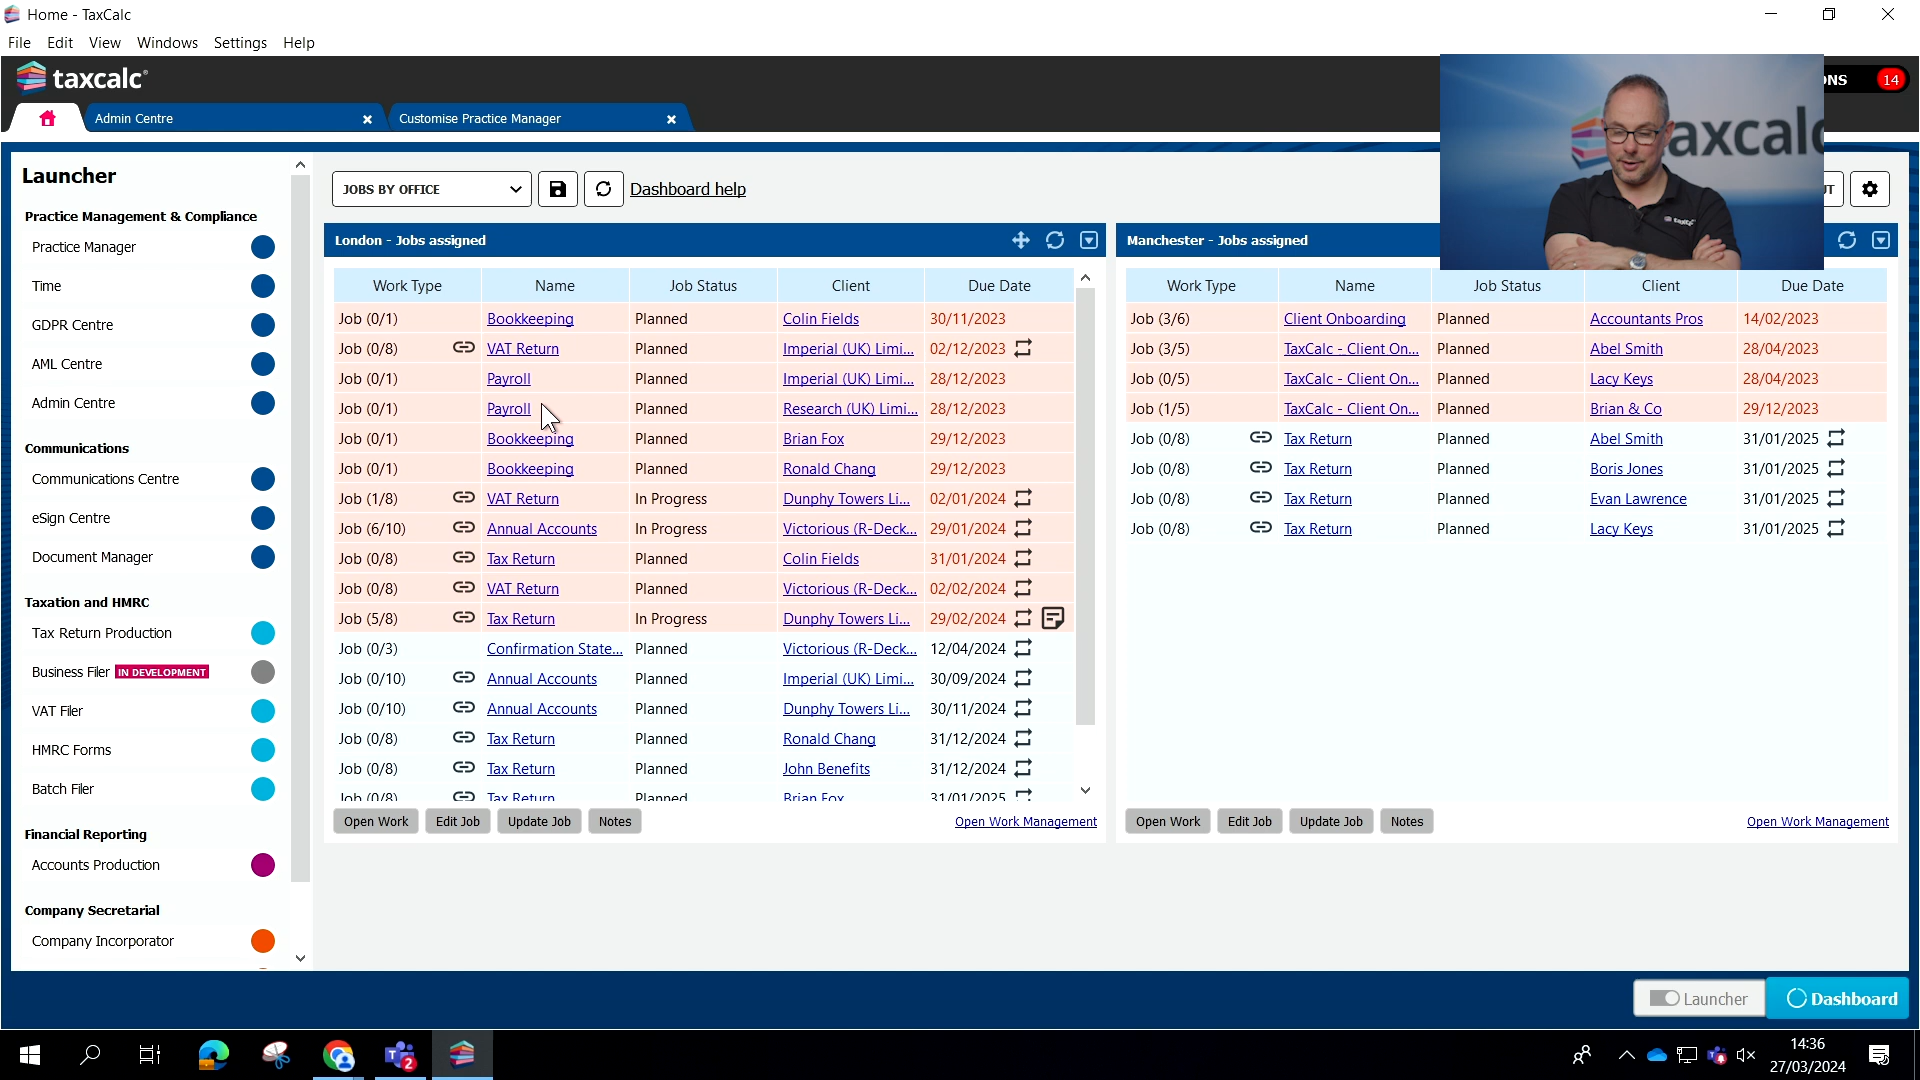 Home - TaxCalc
File Edit View Windows Settings Help
taxcalc
ONS 14
Admin Centre
Customise Practice Manager
taxcalc
Launcher
JOBS BY OFFICE
Dashboard help
Practice Management & Compliance
Practice Manager
Time
GDPR Centre
AML Centre
Admin Centre
Communications
Communications Centre
eSign Centre
Document Manager
Taxation and HMRC
Tax Return Production
Business Filer IN DEVELOPMENT
VAT Filer
HMRC Forms
Batch Filer
Financial Reporting
Accounts Production
Company Secretarial
Company Incorporator
London - Jobs assigned
Work Type Name Job Status Client Due Date
Job (0/1) Bookkeeping Planned Colin Fields 30/11/2023
Job (0/8) VAT Return Planned Imperial (UK) Limi... 02/12/2023
Job (0/1) Payroll Planned Imperial (UK) Limi... 28/12/2023
Job (0/1) Payroll Planned Research (UK) Limi... 28/12/2023
Job (0/1) Bookkeeping Planned Brian Fox 29/12/2023
Job (0/1) Bookkeeping Planned Ronald Chang 29/12/2023
Job (1/8) VAT Return In Progress Dunphy Towers Li... 02/01/2024
Job (6/10) Annual Accounts In Progress Victorious (R-Deck... 29/01/2024
Job (0/8) Tax Return Planned Colin Fields 31/01/2024
Job (0/8) VAT Return Planned Victorious (R-Deck... 02/02/2024
Job (5/8) Tax Return In Progress Dunphy Towers Li... 29/02/2024
Job (0/3) Confirmation State... Planned Victorious (R-Deck... 12/04/2024
Job (0/10) Annual Accounts Planned Imperial (UK) Limi... 30/09/2024
Job (0/10) Annual Accounts Planned Dunphy Towers Li... 30/11/2024
Job (0/8) Tax Return Planned Ronald Chang 31/12/2024
Job (0/8) Tax Return Planned John Benefits 31/12/2024
Job (0/8) Tax Return Planned Brian Fox 31/01/2025
Open Work Edit Job Update Job Notes Open Work Management
Manchester - Jobs assigned
Work Type Name Job Status Client Due Date
Job (3/6) Client Onboarding Planned Accountants Pros 14/02/2023
Job (3/5) TaxCalc - Client On... Planned Abel Smith 28/04/2023
Job (0/5) TaxCalc - Client On... Planned Lacy Keys 28/04/2023
Job (1/5) TaxCalc - Client On... Planned Brian & Co 29/12/2023
Job (0/8) Tax Return Planned Abel Smith 31/01/2025
Job (0/8) Tax Return Planned Boris Jones 31/01/2025
Job (0/8) Tax Return Planned Evan Lawrence 31/01/2025
Job (0/8) Tax Return Planned Lacy Keys 31/01/2025
Open Work Edit Job Update Job Notes Open Work Management
Launcher Dashboard
2
14:36
27/03/2024